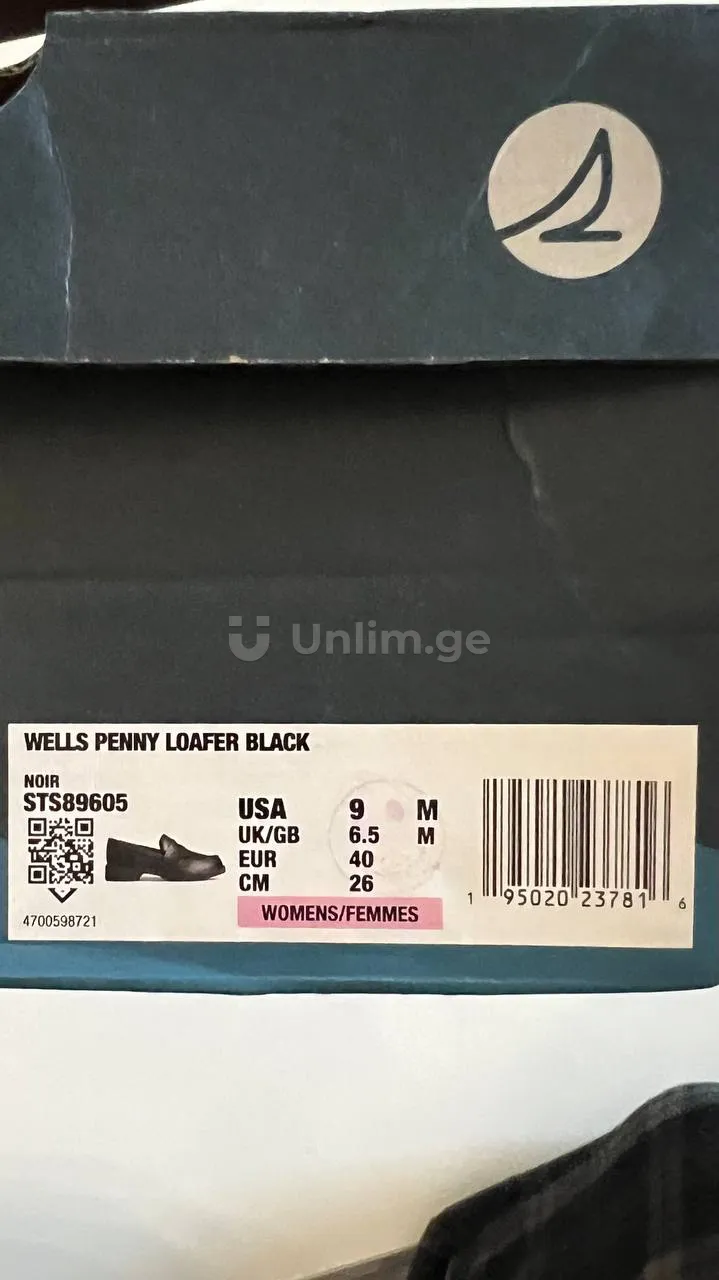 Unlim.ge
WELLS PENNY LOAFER BLACK
NOIR
STS89605
USA 9 M
UK/GB 6.5 M
EUR 40
CM 26
WOMENS/FEMMES
4700598721
1 95020 23781 6